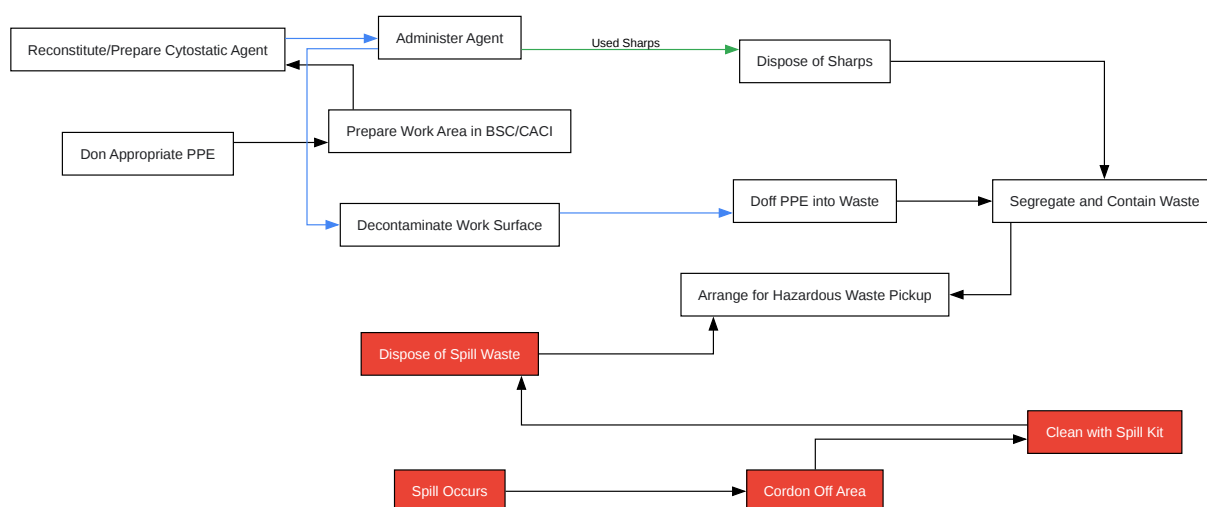 Reconstitute/Prepare Cytostatic Agent
Administer Agent
Used Sharps
Dispose of Sharps
Prepare Work Area in BSC/CACI
Don Appropriate PPE
Doff PPE into Waste
Segregate and Contain Waste
Decontaminate Work Surface
Arrange for Hazardous Waste Pickup
Dispose of Spill Waste
Clean with Spill Kit
Spill Occurs
Cordon Off Area